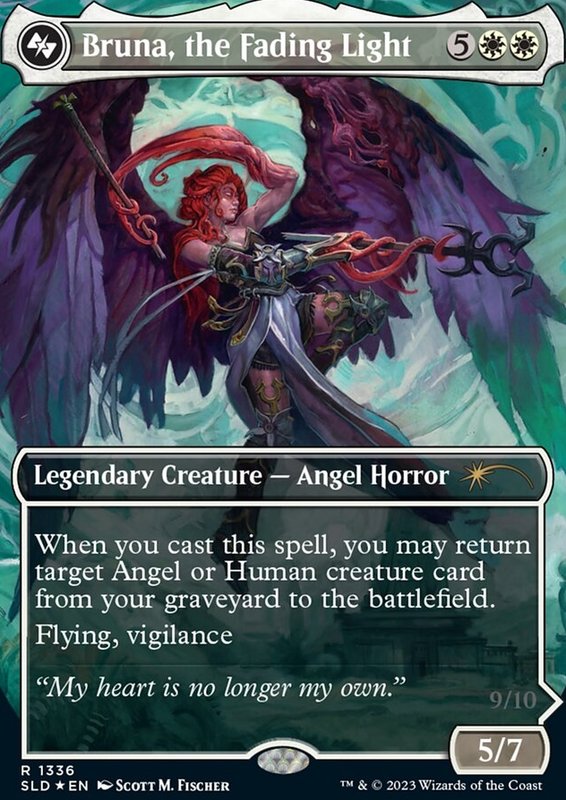 Bruna, the Fading Light 5
Legendary Creature — Angel Horror
When you cast this spell, you may return
target Angel or Human creature card
from your graveyard to the battlefield.
Flying, vigilance
“My heart is no longer my own.”
9/10
5/7
R 1336
SLD ★ EN Scott M. Fischer
™ & © 2023 Wizards of the Coast